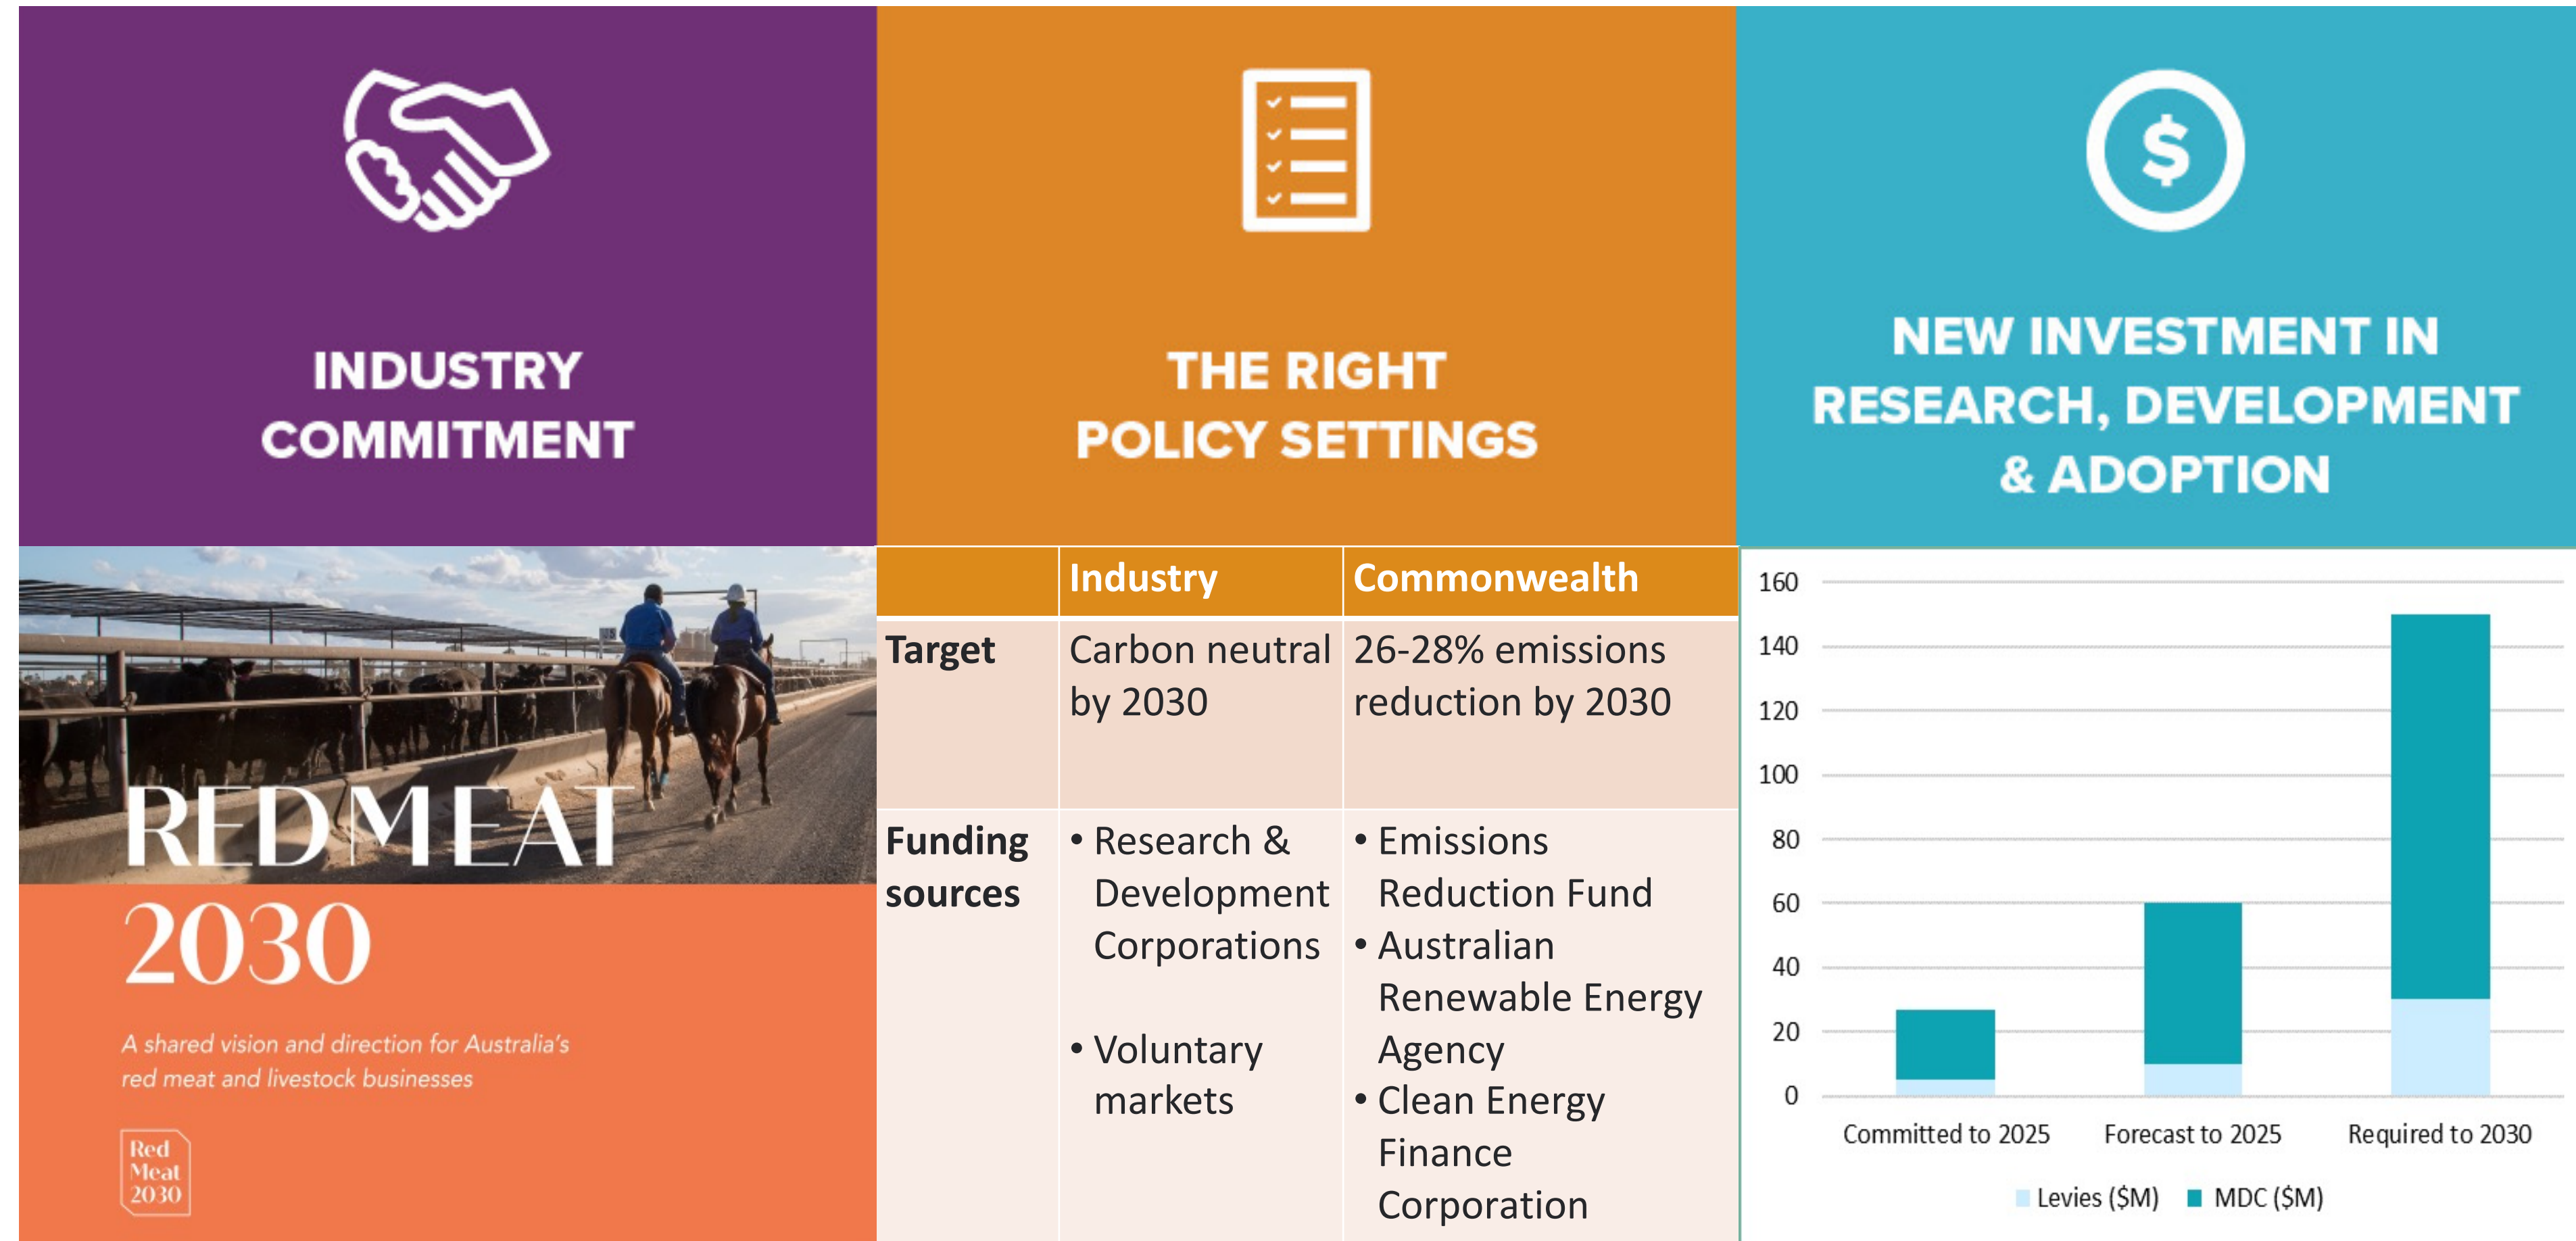 INDUSTRY
COMMITMENT
THE RIGHT
POLICY SETTINGS
$
NEW INVESTMENT IN
RESEARCH, DEVELOPMENT
& ADOPTION
RED MEAT
2030
A shared vision and direction for Australia's
red meat and livestock businesses
Red
Meat
2030
Industry
Commonwealth
Target
Carbon neutral
by 2030
26-28% emissions
reduction by 2030
Funding
sources
• Research &
Development
Corporations
• Voluntary
markets
• Emissions
Reduction Fund
• Australian
Renewable Energy
Agency
• Clean Energy
Finance
Corporation
160
140
120
100
80
60
40
20
0
Committed to 2025
Forecast to 2025
Required to 2030
Levies ($M)
MDC ($M)